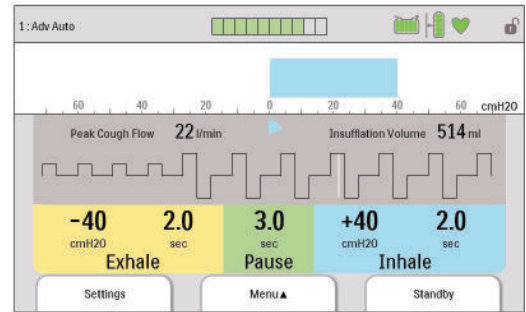 1: Adv Auto
60 40 20 0 20 40 60 cmH20
Peak Cough Flow 22 l/min Insufflation Volume 514 ml
-40 2.0 3.0 +40 2.0
cmH20 sec sec cmH20 sec
Exhale Pause Inhale
Settings Menu▲ Standby